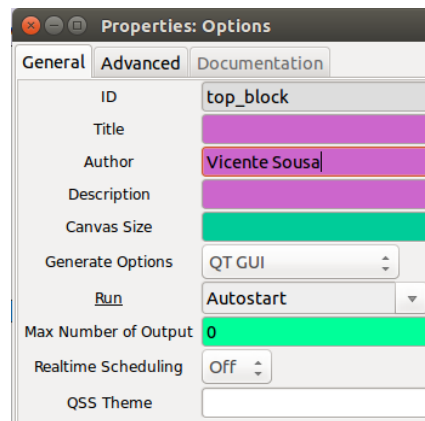 Properties: Options
General Advanced Documentation
ID top_block
Title
Author Vicente Sousa
Description
Canvas Size
Generate Options QT GUI
Run Autostart
Max Number of Output 0
Realtime Scheduling Off
QSS Theme